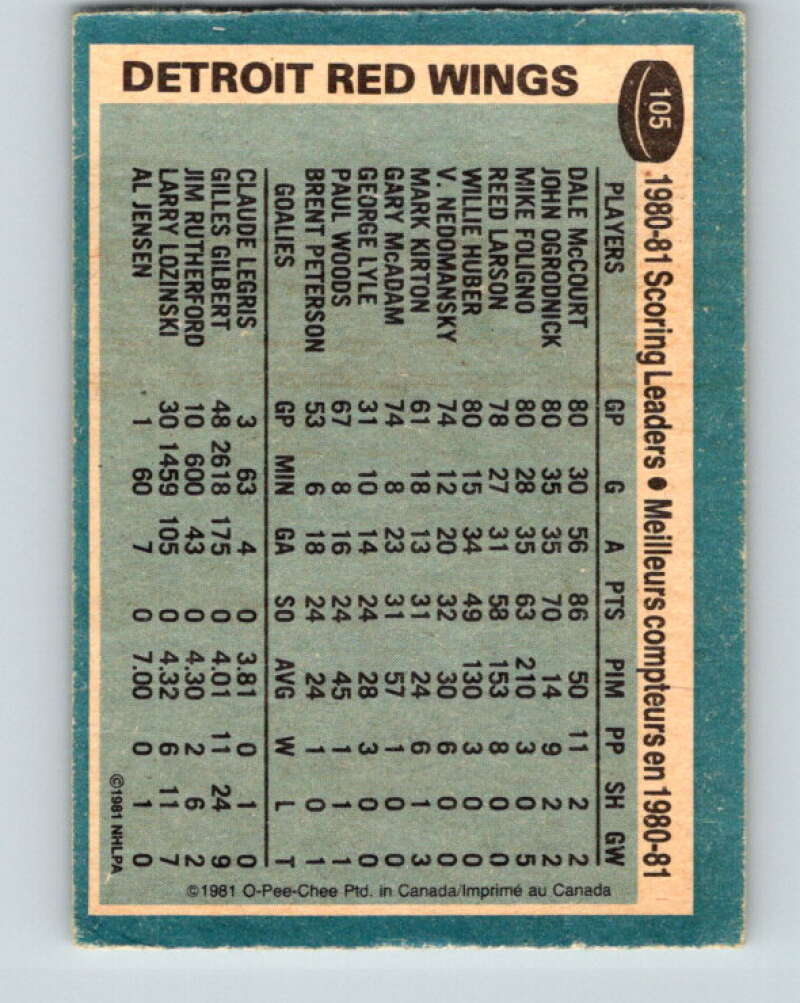 DETROIT RED WINGS
105
1980-81 Scoring Leaders • Meilleurs compteurs en 1980-81
PLAYERS GP G A PTS PIM PP SH GW
DALE McCOURT 80 30 56 86 50 11 2 2
JOHN OGRODNICK 80 35 35 70 14 9 2 2
MIKE FOLIGNO 80 28 35 63 210 3 0 5
REED LARSON 78 27 31 58 153 8 0 0
WILLIE HUBER 80 15 34 49 130 3 0 0
V. NEDOMANSKY 74 12 20 32 30 6 0 0
MARK KIRTON 61 18 13 31 24 6 1 3
GARY McADAM 74 8 23 31 57 1 0 0
GEORGE LYLE 31 10 14 24 28 3 0 0
PAUL WOODS 67 8 16 24 45 1 1 1
BRENT PETERSON 53 6 18 24 24 1 0 1
GOALIES GP MIN GA SO AVG W L T
CLAUDE LEGRIS 3 63 4 0 3.81 0 1 0
GILLES GILBERT 48 2618 175 0 4.01 11 24 9
JIM RUTHERFORD 10 600 43 0 4.30 2 6 2
LARRY LOZINSKI 30 1459 105 0 4.32 6 11 7
AL JENSEN 1 60 7 0 7.00 0 1 0
©1981 NHLPA
©1981 O-Pee-Chee Ptd. in Canada/Imprimé au Canada